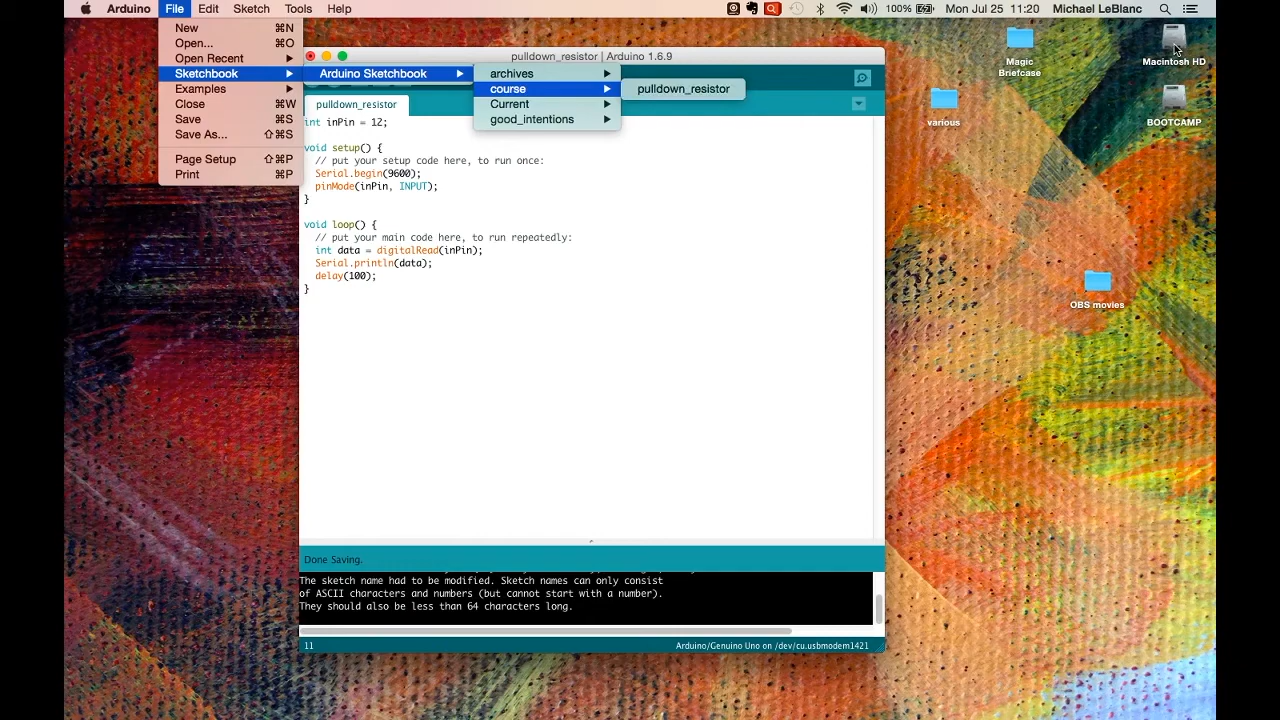 Arduino File Edit Sketch Tools Help 100% Mon Jul 25 11:20 Michael LeBlanc
New ⌘N
Open... ⌘O
Open Recent ▶
Sketchbook ▶
Examples ▶
Close ⌘W
Save ⌘S
Save As... ⇧⌘S
Page Setup ⇧⌘P
Print ⌘P
Arduino Sketchbook ▶
archives ▶
course ▶
Current ▶
good_intentions ▶
pulldown_resistor
pulldown_resistor | Arduino 1.6.9
pulldown_resistor
int inPin = 12;
void setup() {
// put your setup code here, to run once:
Serial.begin(9600);
pinMode(inPin, INPUT);
}
void loop() {
// put your main code here, to run repeatedly:
int data = digitalRead(inPin);
Serial.println(data);
delay(100);
}
Done Saving.
The sketch name had to be modified. Sketch names can only consist
of ASCII characters and numbers (but cannot start with a number).
They should also be less than 64 characters long.
11 Arduino/Genuino Uno on /dev/cu.usbmodem1421
Magic
Briefcase
Macintosh HD
various
BOOTCAMP
OBS movies